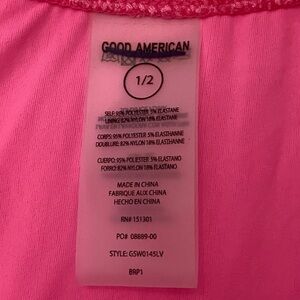 GOOD AMERICAN
1/2
SELF: 95% POLYESTER 5% ELASTANE
LINING: 82% NYLON 18% ELASTANE
CORPS: 95% POLYESTER 5% ELASTHANNE
DOUBLURE: 82% NYLON 18% ELASTHANNE
CUERPO: 95% POLIESTER 5% ELASTANO
FORRO: 82% NYLON 18% ELASTANO
MADE IN CHINA
FABRIQUE AUX CHINA
HECHO EN CHINA
RN# 151301
PO# 08889-00
STYLE: GSW0145LV
BRP1